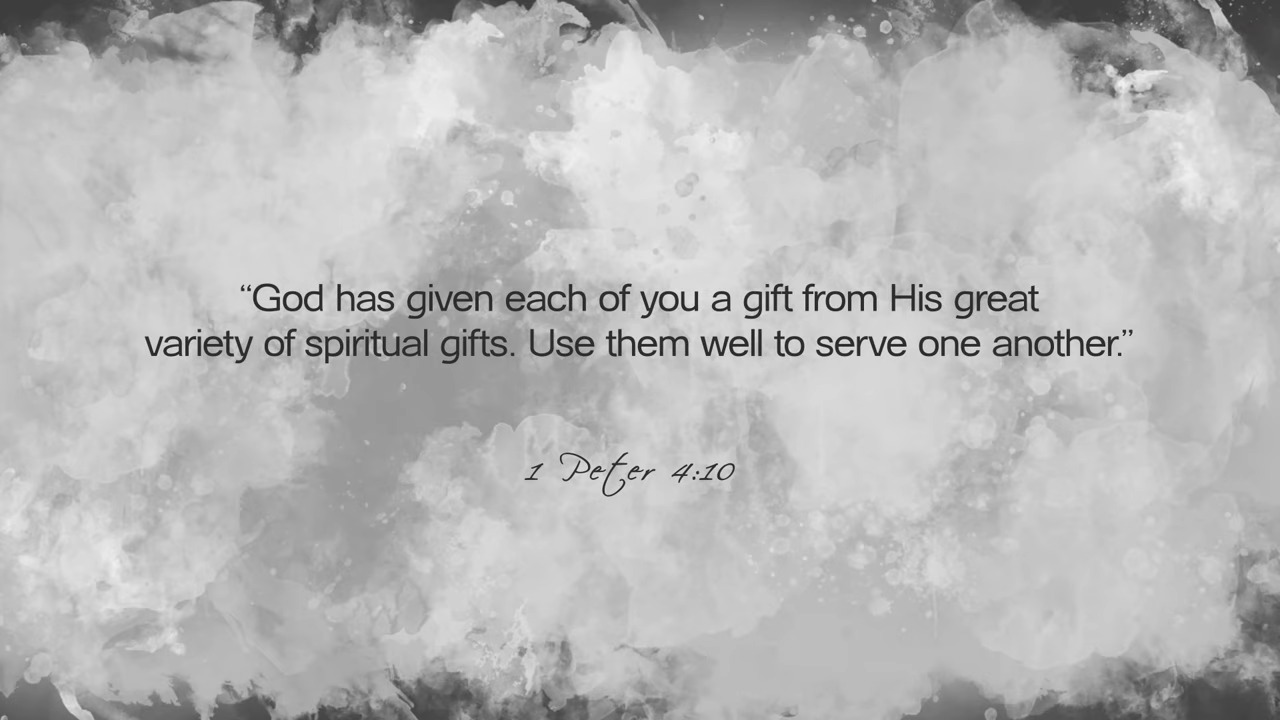 “God has given each of you a gift from His great
variety of spiritual gifts. Use them well to serve one another.”
1 Peter 4:10